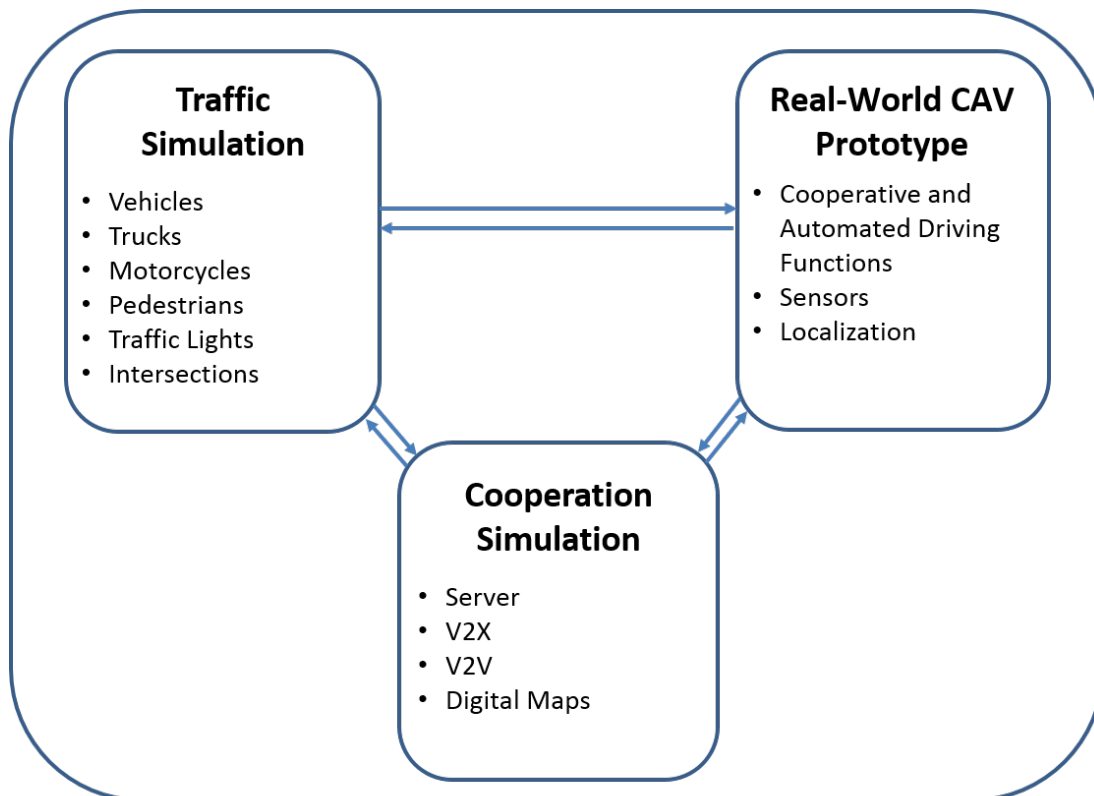 Traffic
Simulation
• Vehicles
• Trucks
• Motorcycles
• Pedestrians
• Traffic Lights
• Intersections
Real-World CAV
Prototype
• Cooperative and
Automated Driving
Functions
• Sensors
• Localization
Cooperation
Simulation
• Server
• V2X
• V2V
• Digital Maps